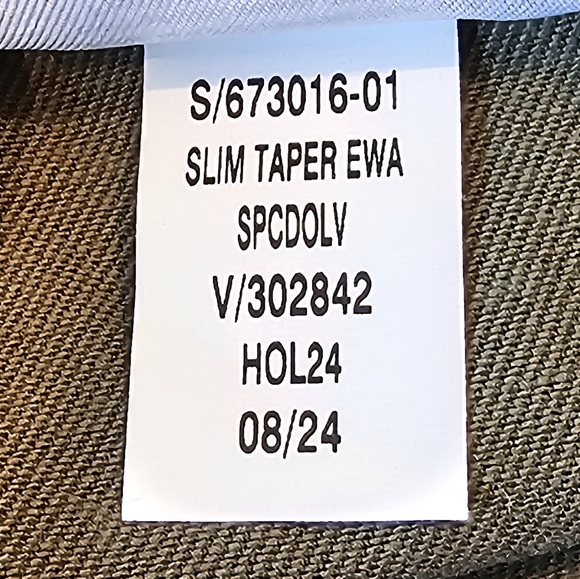 S/673016-01
SLIM TAPER EWA
SPCDOLV
V/302842
HOL24
08/24